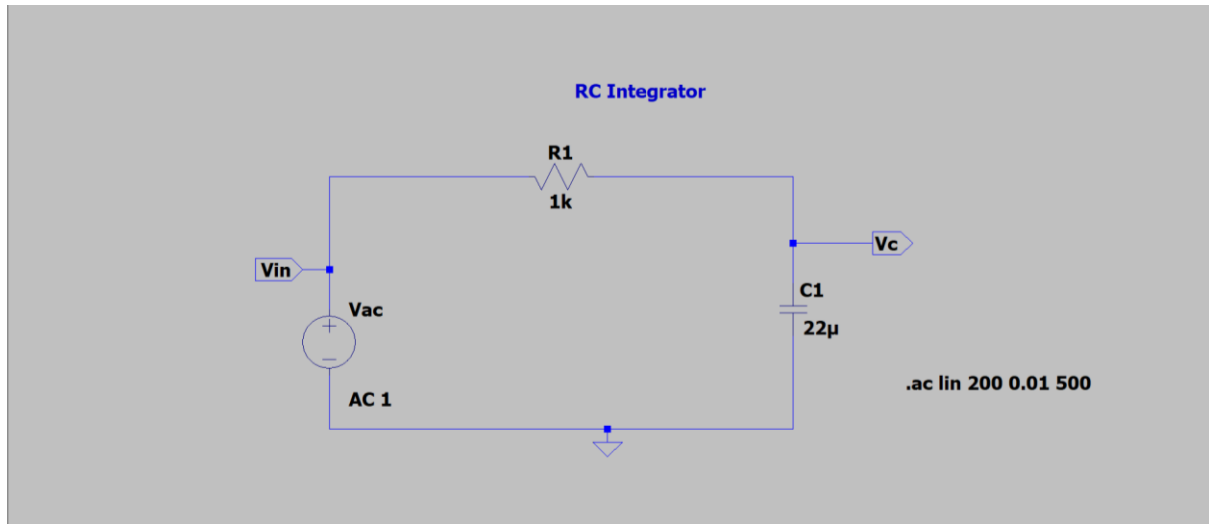 RC Integrator
R1
1k
Vin
Vc
Vac
C1
22µ
AC 1
.ac lin 200 0.01 500